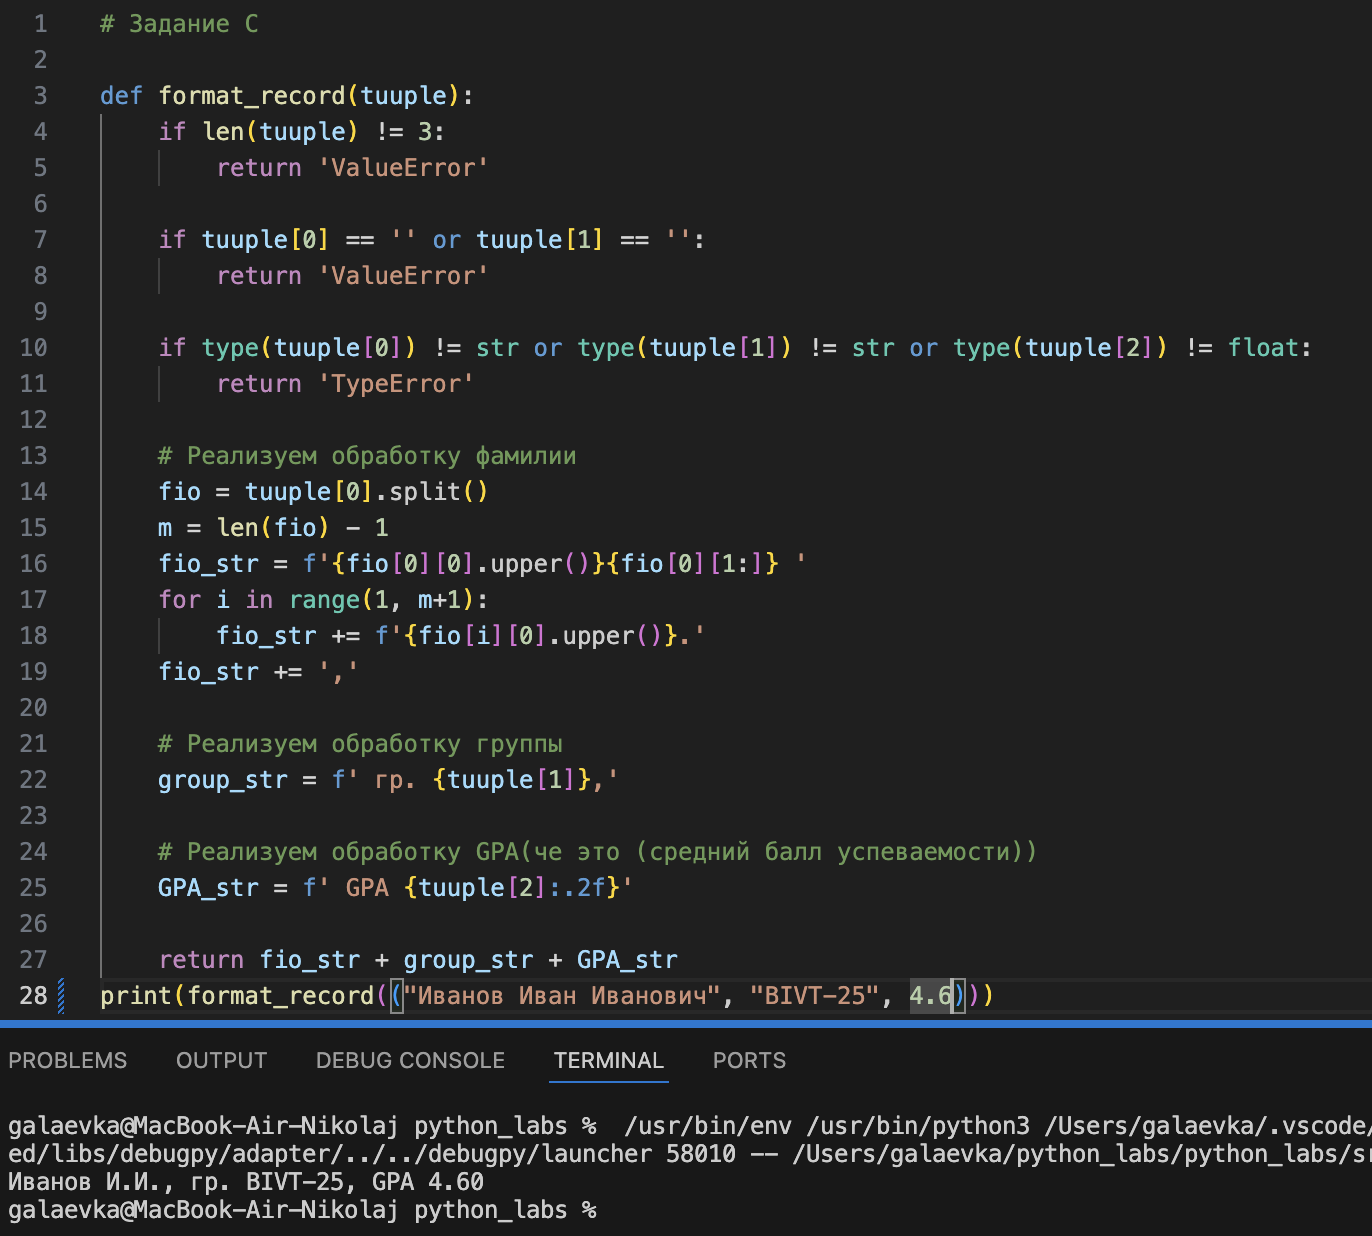 1 # Задание C
2
3 def format_record(tuuple):
4     if len(tuuple) != 3:
5         return 'ValueError'
6
7     if tuuple[0] == '' or tuuple[1] == '':
8         return 'ValueError'
9
10     if type(tuuple[0]) != str or type(tuuple[1]) != str or type(tuuple[2]) != float:
11         return 'TypeError'
12
13     # Реализуем обработку фамилии
14     fio = tuuple[0].split()
15     m = len(fio) - 1
16     fio_str = f'{fio[0][0].upper()}{fio[0][1:]} '
17     for i in range(1, m+1):
18         fio_str += f'{fio[i][0].upper()}.'
19     fio_str += ','
20
21     # Реализуем обработку группы
22     group_str = f' гр. {tuuple[1]},'
23
24     # Реализуем обработку GPA(че это (средний балл успеваемости))
25     GPA_str = f' GPA {tuuple[2]:.2f}'
26
27     return fio_str + group_str + GPA_str
28 print(format_record(("Иванов Иван Иванович", "BIVT-25", 4.6)))
PROBLEMS OUTPUT DEBUG CONSOLE TERMINAL PORTS
galaevka@MacBook-Air-Nikolaj python_labs %  /usr/bin/env /usr/bin/python3 /Users/galaevka/.vscode/
ed/libs/debugpy/adapter/../../debugpy/launcher 58010 -- /Users/galaevka/python_labs/python_labs/sr
Иванов И.И., гр. BIVT-25, GPA 4.60
galaevka@MacBook-Air-Nikolaj python_labs %